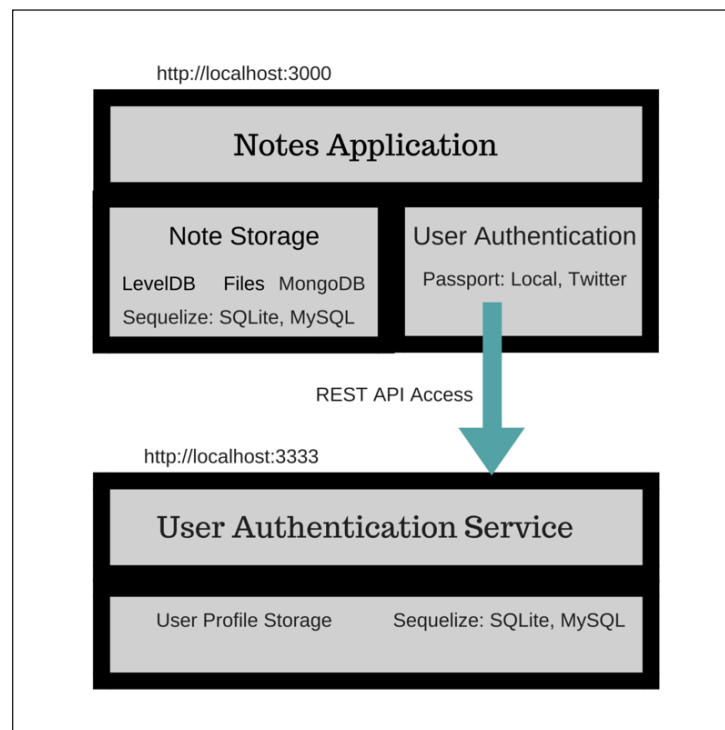 http://localhost:3000
Notes Application
Note Storage
LevelDB Files MongoDB
Sequelize: SQLite, MySQL
User Authentication
Passport: Local, Twitter
REST API Access
http://localhost:3333
User Authentication Service
User Profile Storage Sequelize: SQLite, MySQL